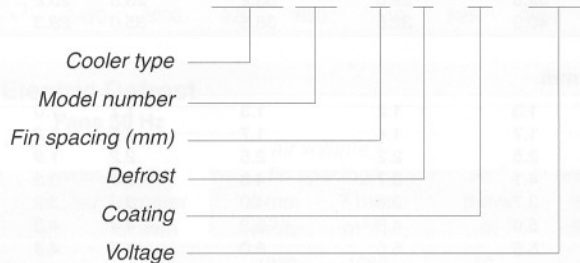 Cooler type
Model number
Fin spacing (mm)
Defrost
Coating
Voltage